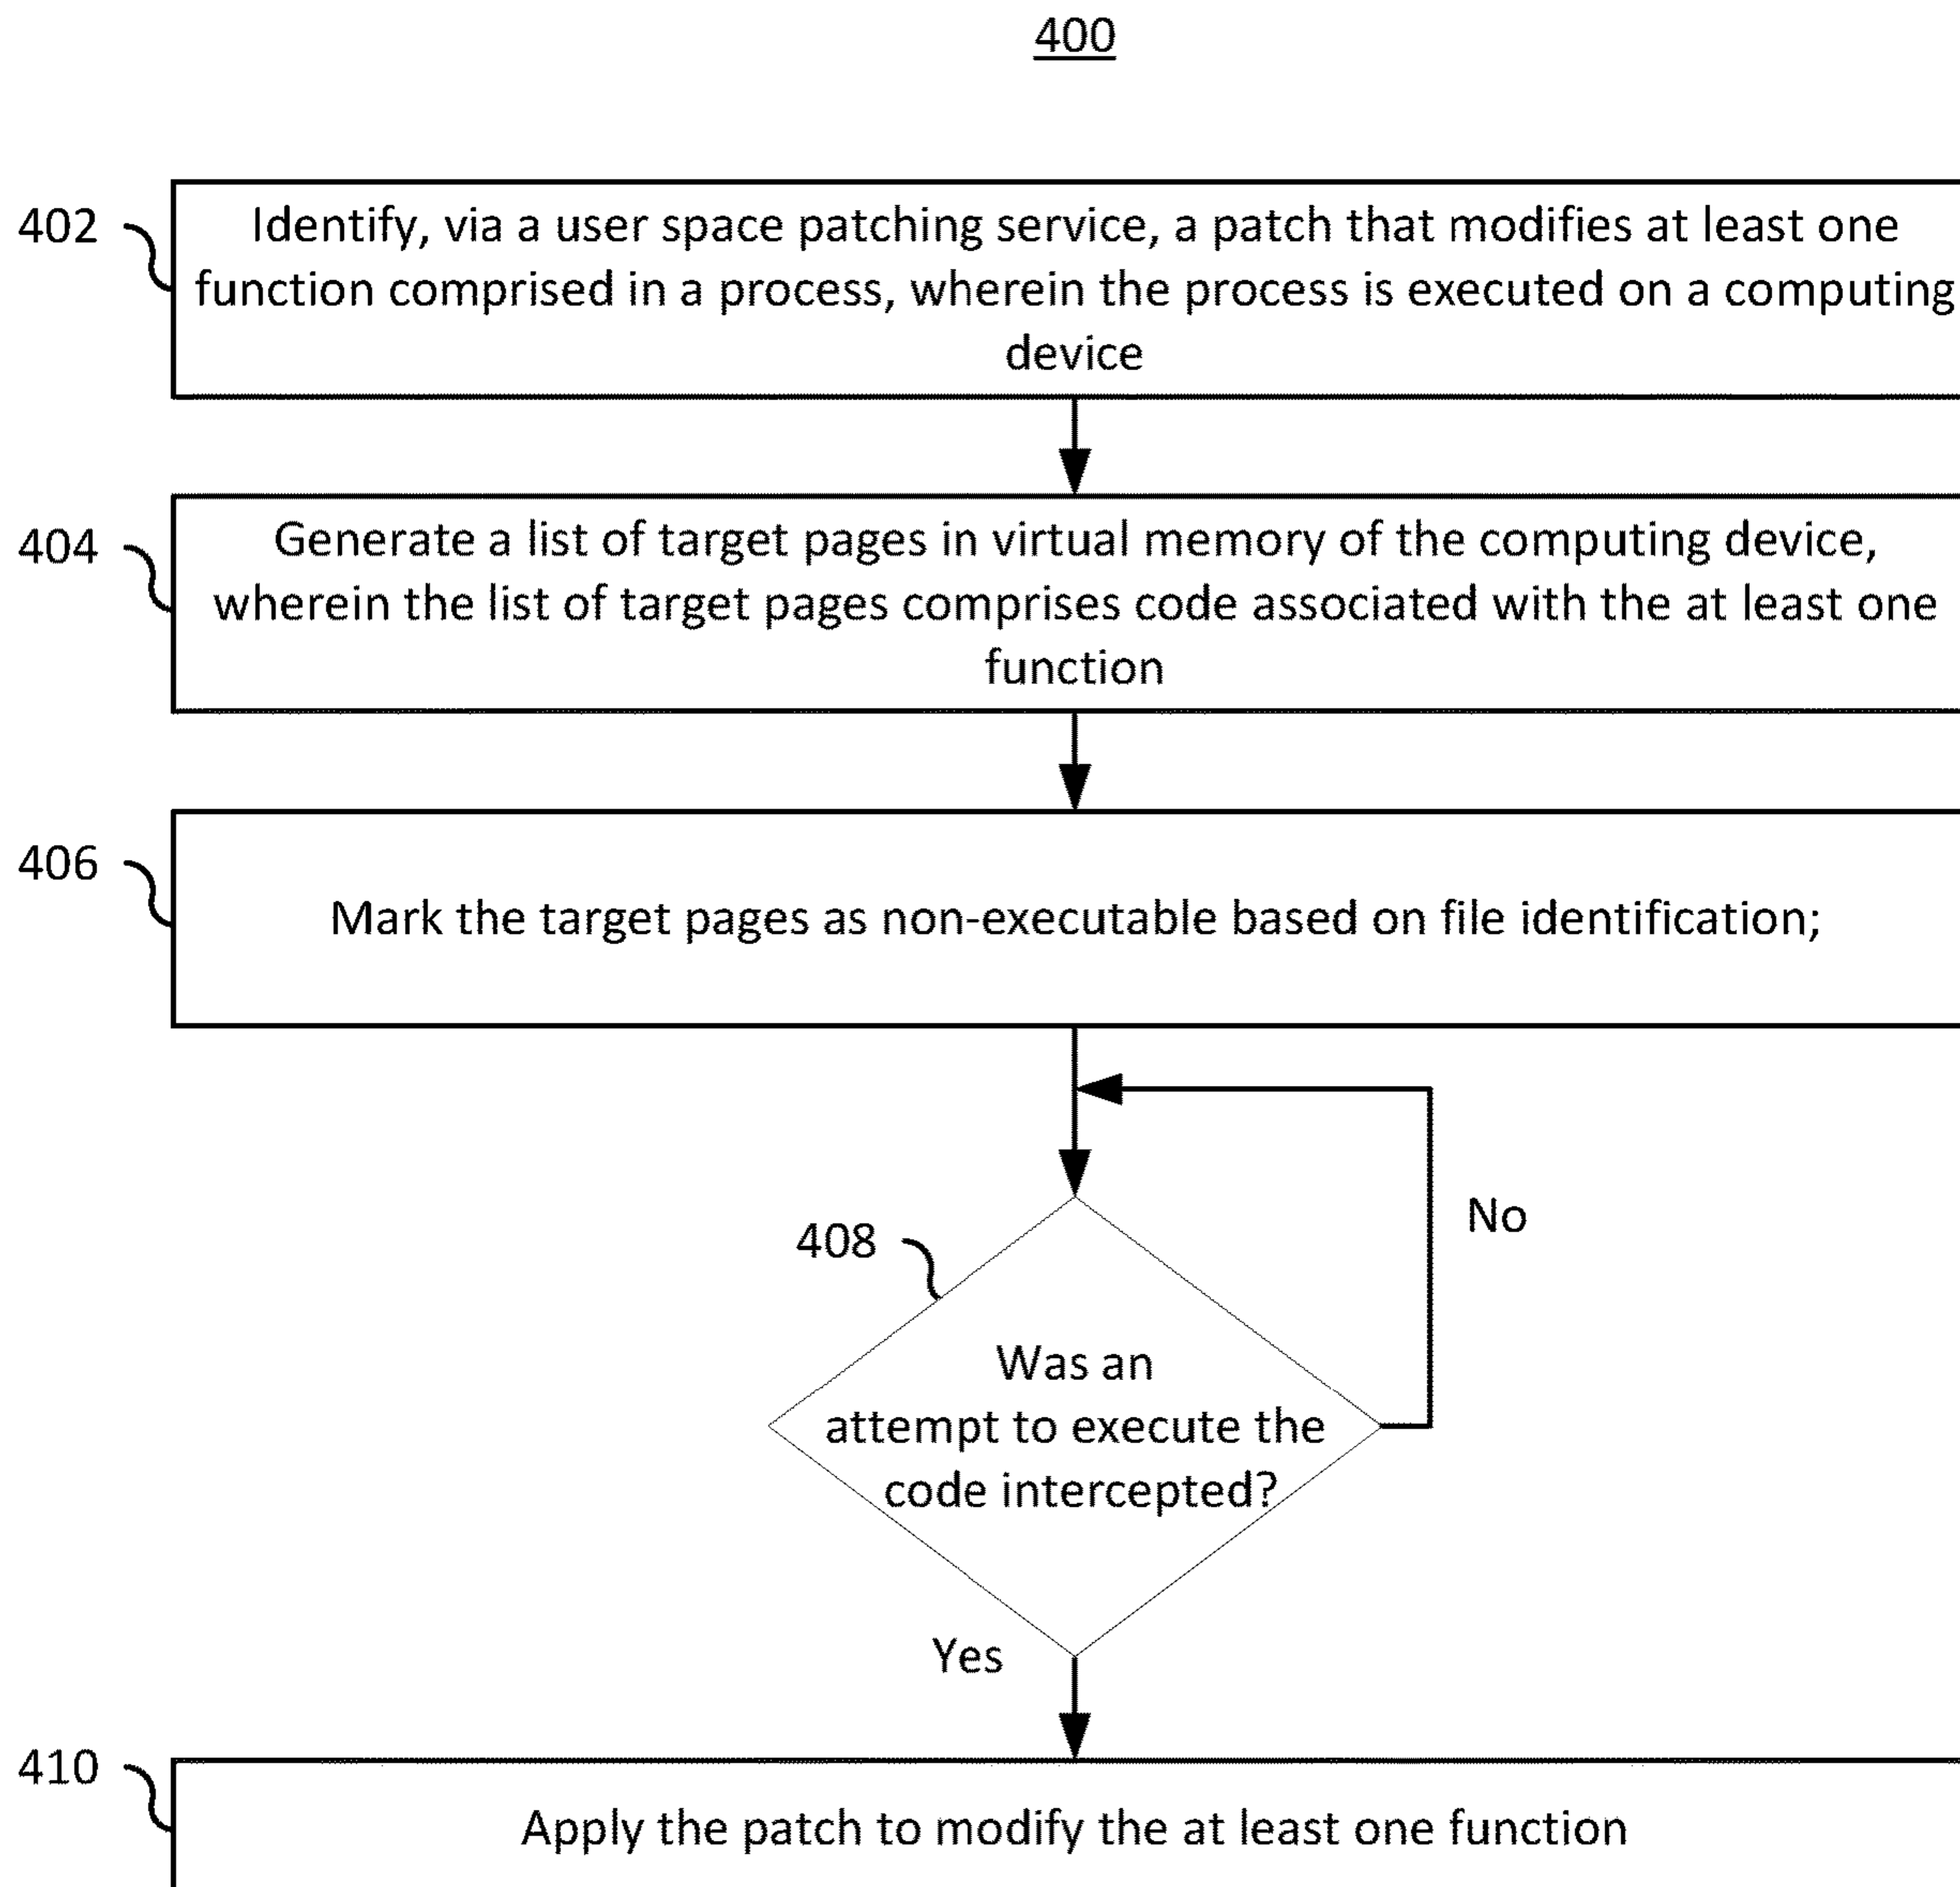 400
402
Identify, via a user space patching service, a patch that modifies at least one
function comprised in a process, wherein the process is executed on a computing
device
404
Generate a list of target pages in virtual memory of the computing device,
wherein the list of target pages comprises code associated with the at least one
function
406
Mark the target pages as non-executable based on file identification;
408
No
Was an
attempt to execute the
code intercepted?
Yes
410
Apply the patch to modify the at least one function